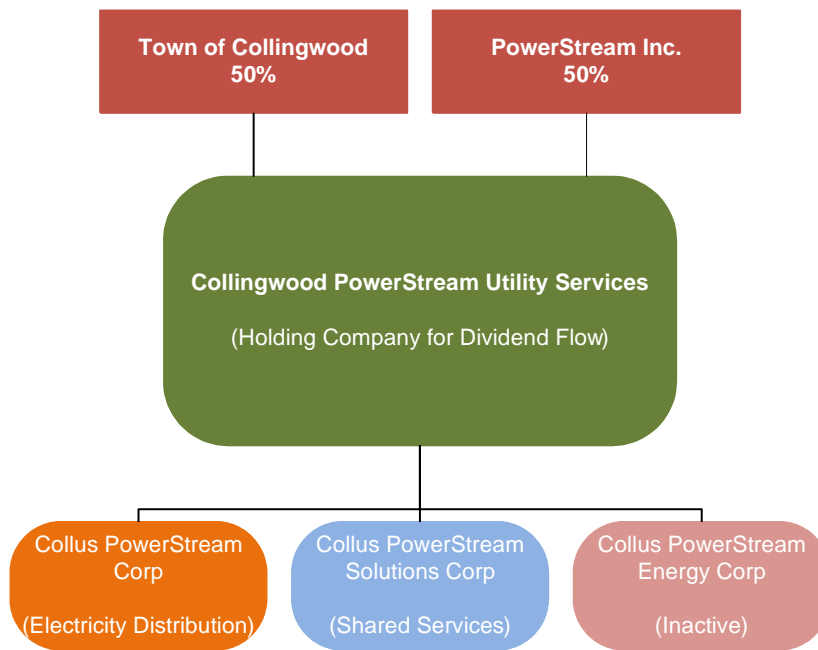 Town of Collingwood
50%
PowerStream Inc.
50%
Collingwood PowerStream Utility Services
(Holding Company for Dividend Flow)
Collus PowerStream
Corp
(Electricity Distribution)
Collus PowerStream
Solutions Corp
(Shared Services)
Collus PowerStream
Energy Corp
(Inactive)